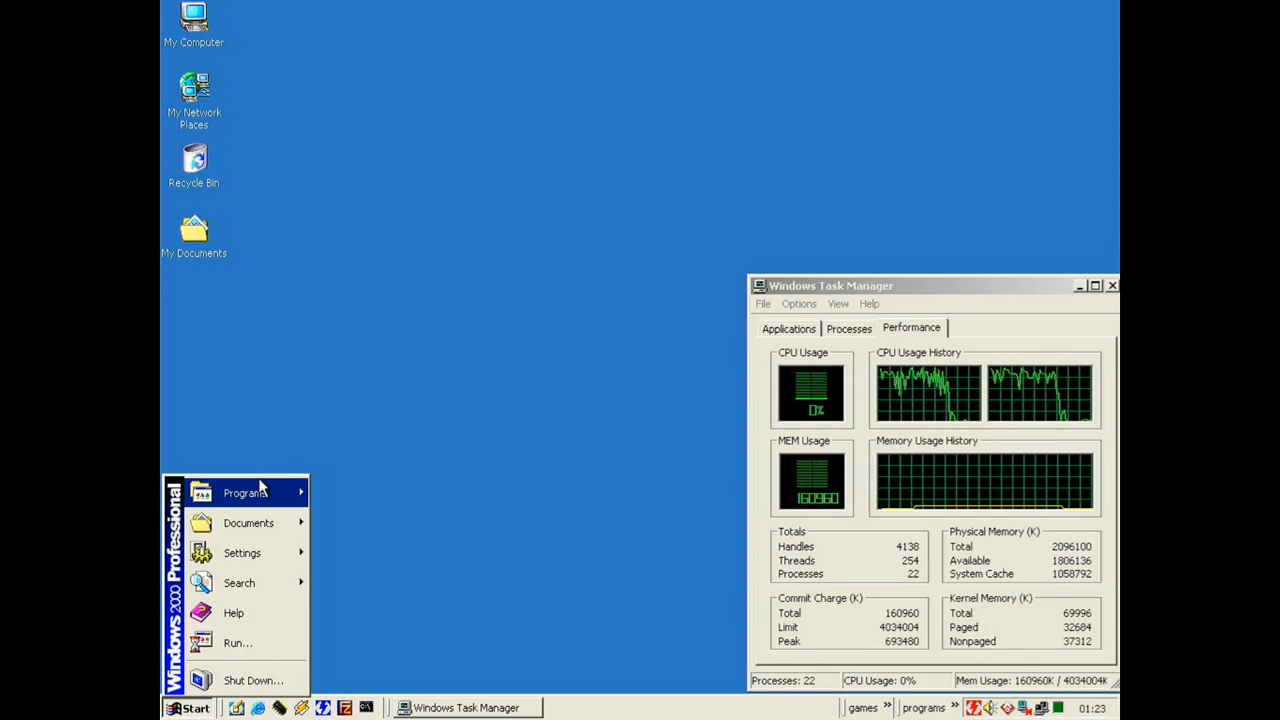 My Computer
My Network
Places
Recycle Bin
My Documents
Windows Task Manager
File Options View Help
Applications Processes Performance
CPU Usage
0%
CPU Usage History
MEM Usage
160960
Memory Usage History
Totals
Handles 4138
Threads 254
Processes 22
Physical Memory (K)
Total 2096100
Available 1806136
System Cache 1058792
Commit Charge (K)
Total 160960
Limit 4034004
Peak 693480
Kernel Memory (K)
Total 69996
Paged 32684
Nonpaged 37312
Processes: 22 CPU Usage: 0% Mem Usage: 160960K / 4034004K
Windows 2000 Professional
Programs
Documents
Settings
Search
Help
Run...
Shut Down...
Start Windows Task Manager games » programs » 01:23